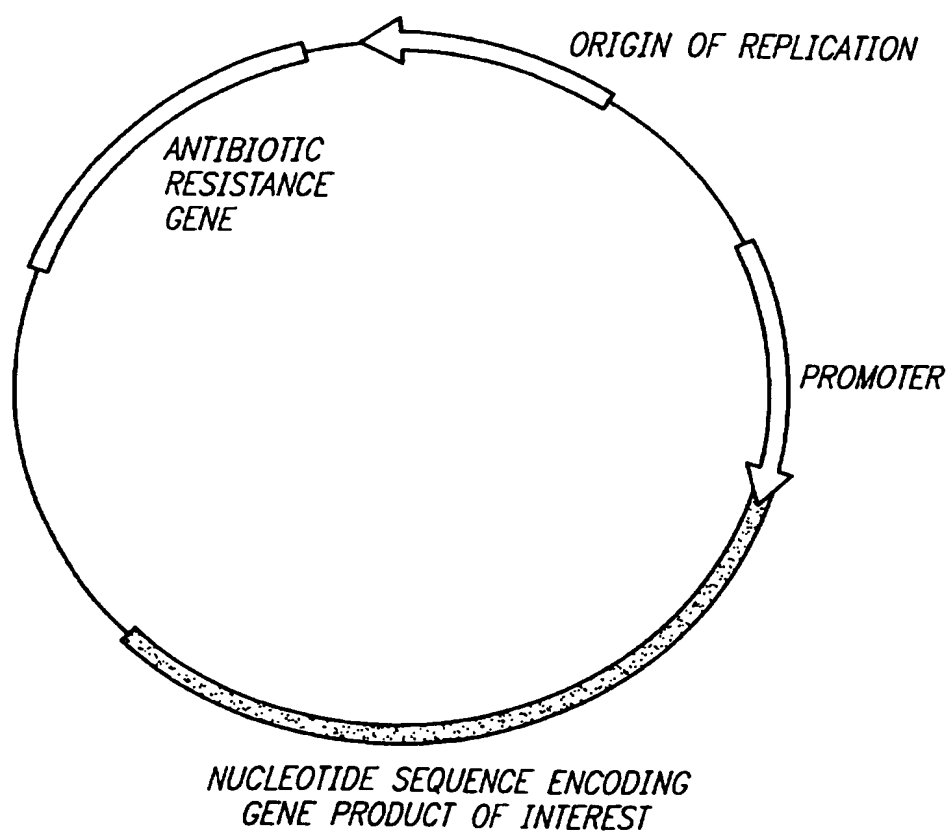 ORIGIN OF REPLICATION
ANTIBIOTIC
RESISTANCE
GENE
PROMOTER
NUCLEOTIDE SEQUENCE ENCODING
GENE PRODUCT OF INTEREST